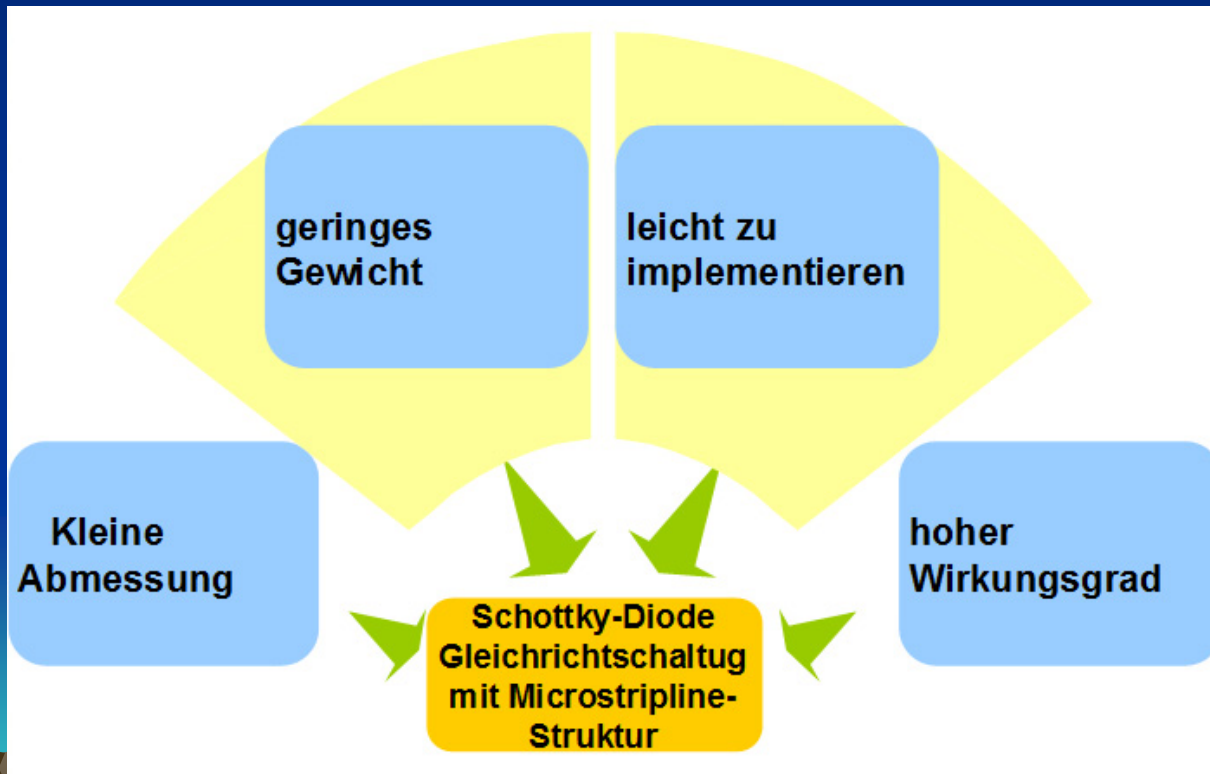 geringes
Gewicht
leicht zu
implementieren
Kleine
Abmessung
hoher
Wirkungsgrad
Schottky-Diode
Gleichrichtschaltug
mit Microstripline-
Struktur